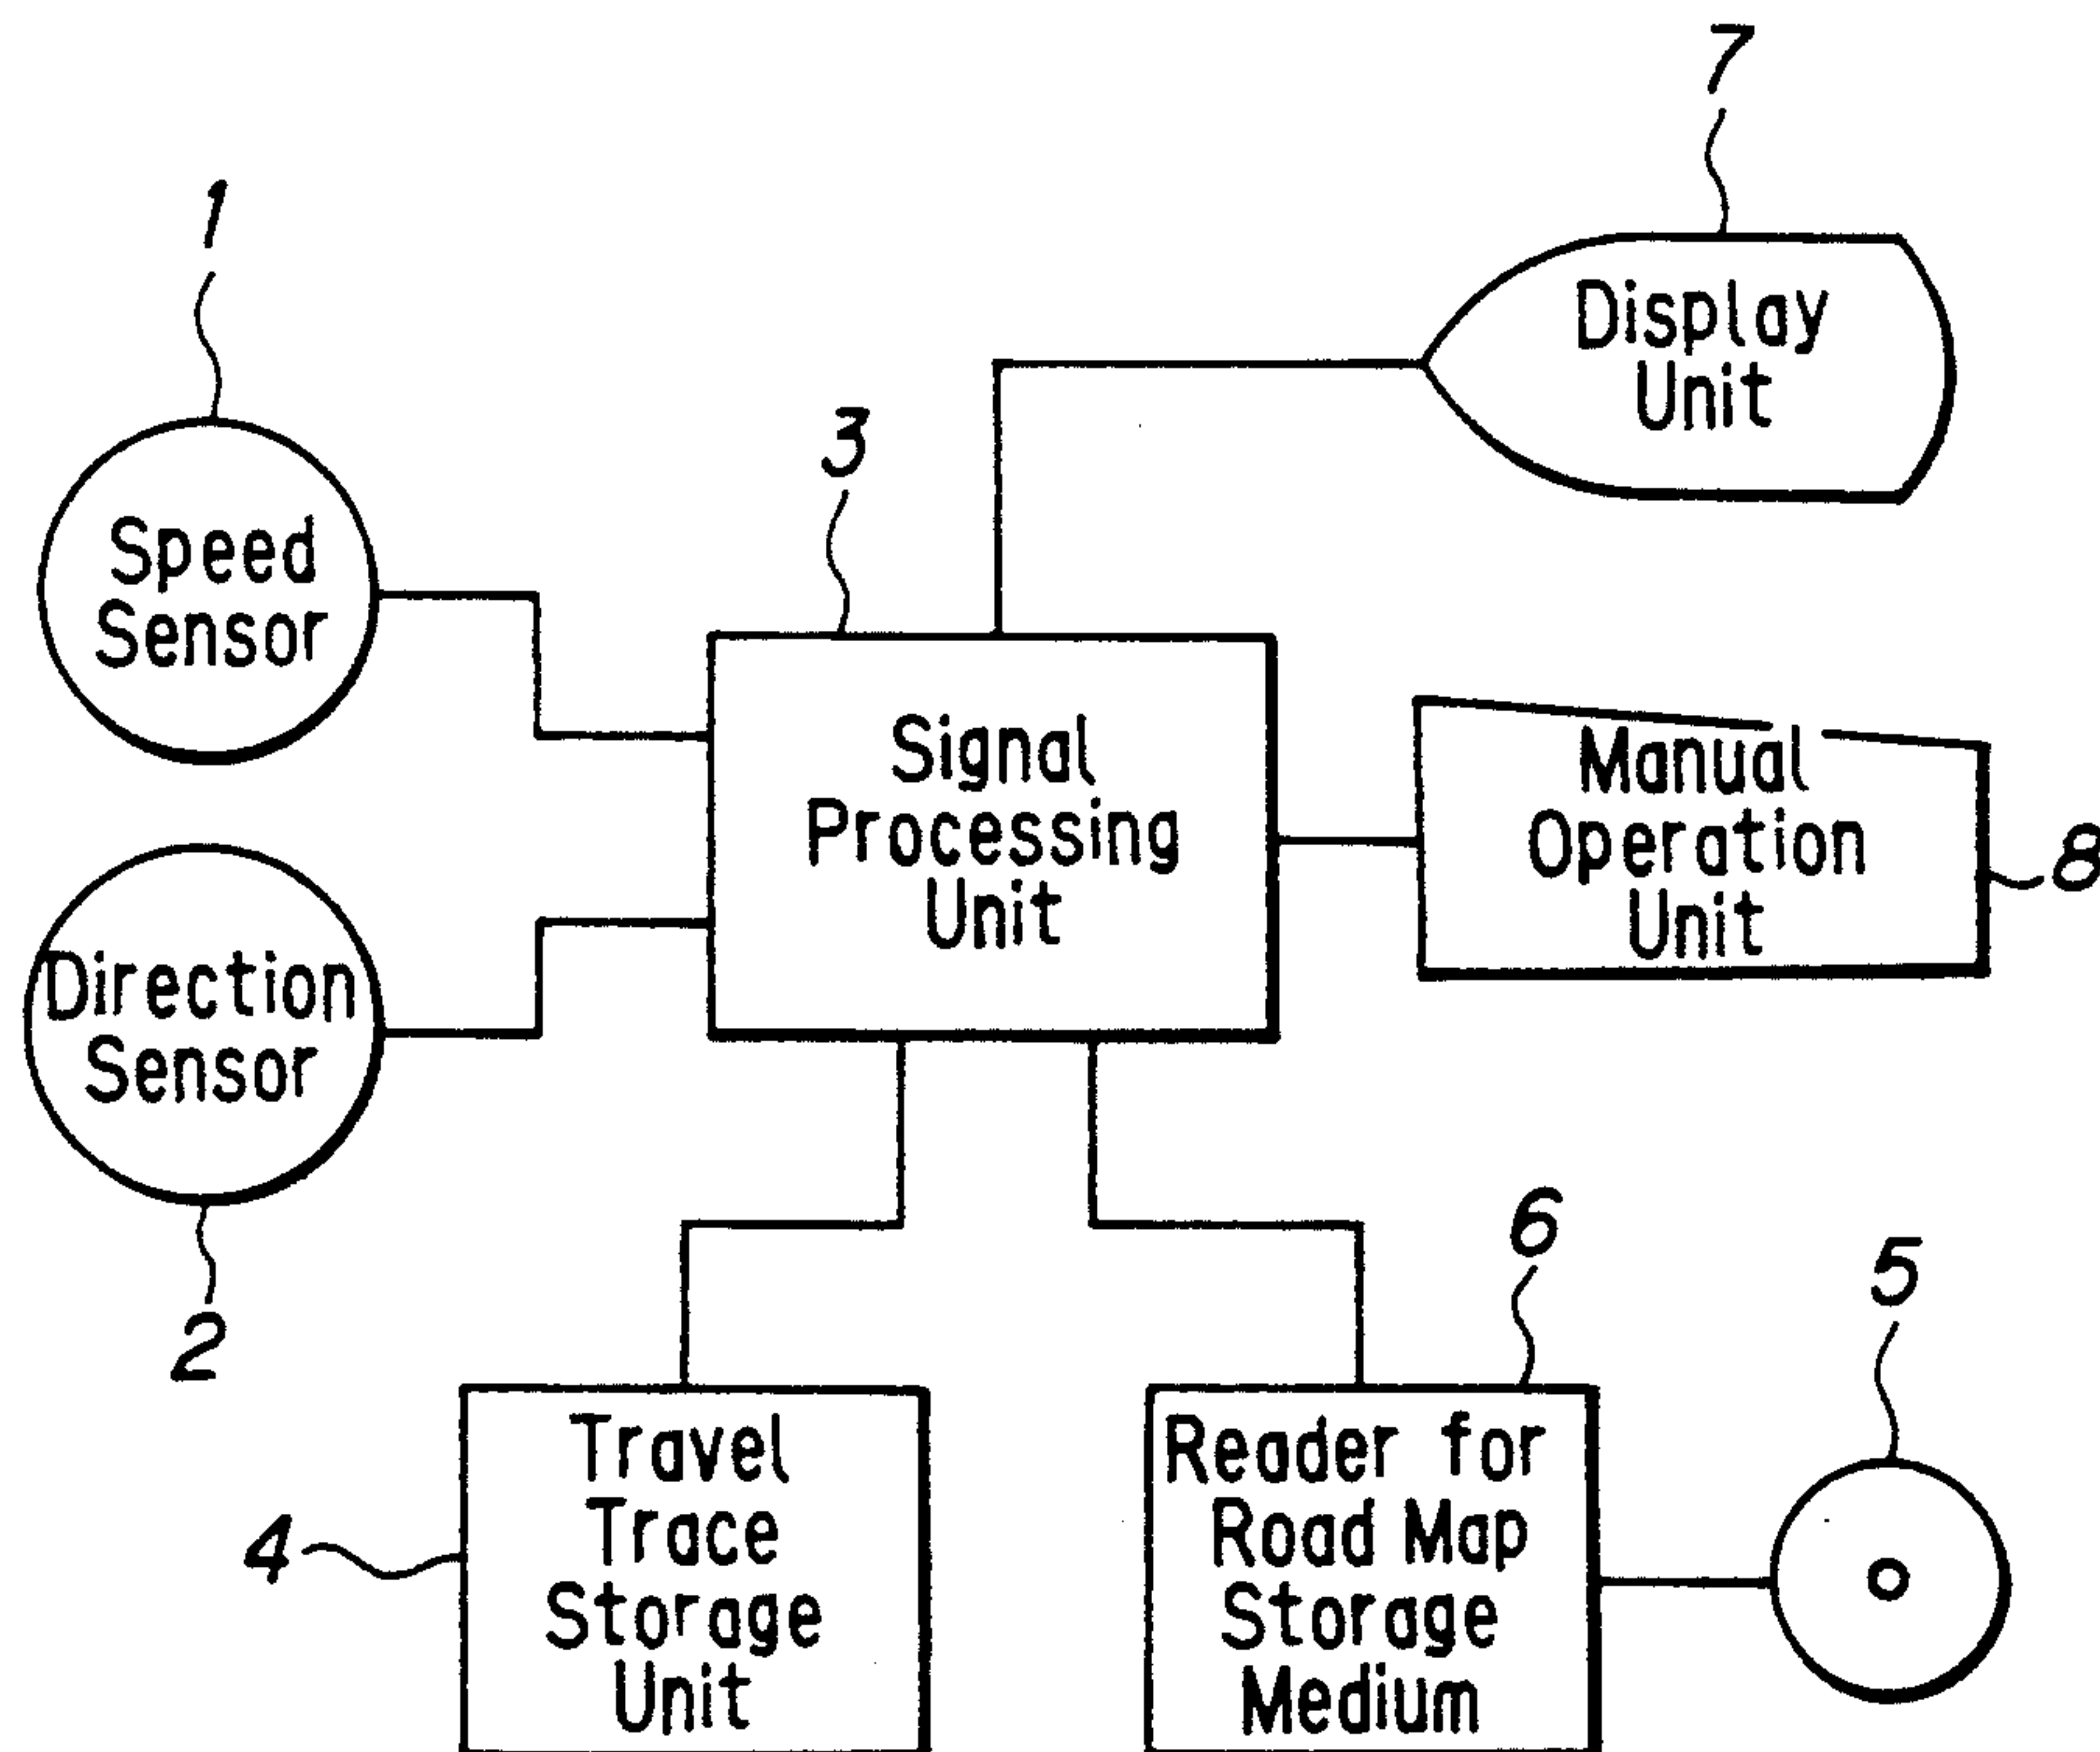 7
1
Display
Unit
3
Speed
Sensor
Signal
Processing
Unit
Manual
Operation
Unit
8
Direction
Sensor
2
6
5
Travel
Trace
Storage
Unit
4
Reader for
Road Map
Storage
Medium